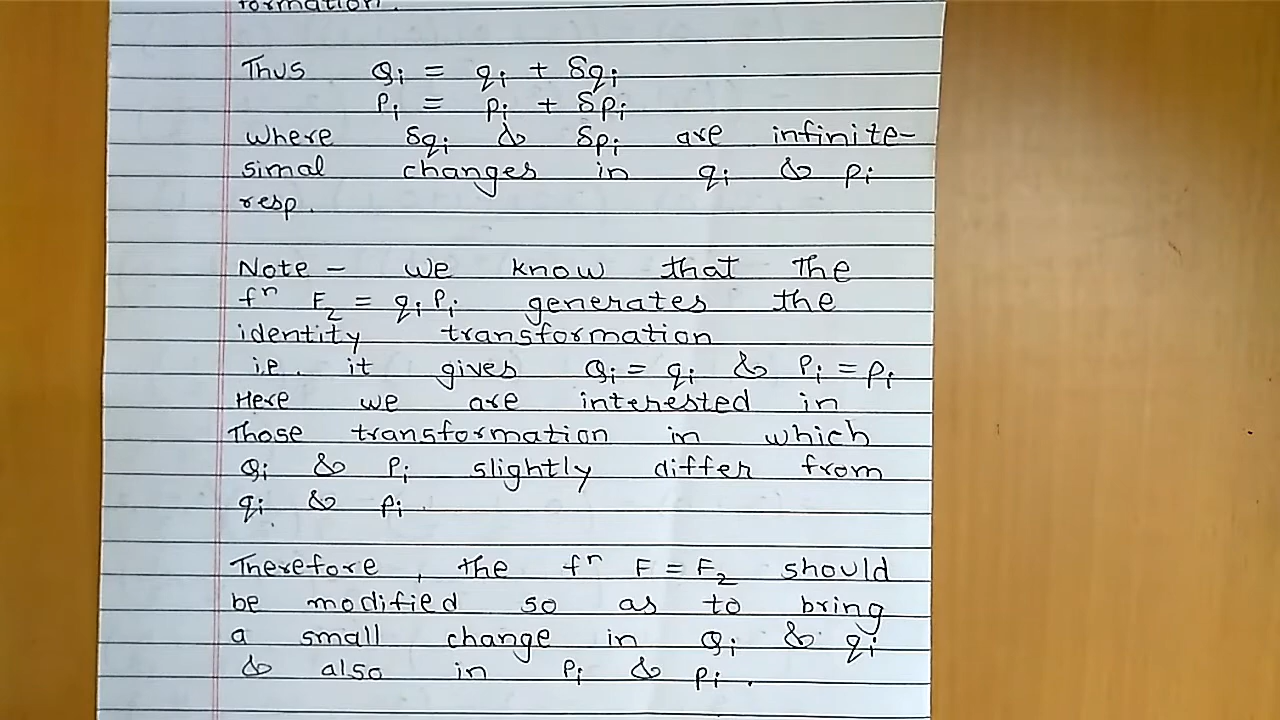 formation.
Thus Qi = qi + δqi
Pi = pi + δpi
where δqi & δpi are infinite-
simal changes in qi & pi
resp.
Note - we know that the
fⁿ F₂ = qi Pi generates the
identity transformation
i.e. it gives Qi = qi & Pi = pi
Here we are interested in
those transformation in which
Qi & Pi slightly differ from
qi & pi.
Therefore, the fⁿ F = F₂ should
be modified so as to bring
a small change in Qi & qi
& also in Pi & pi.